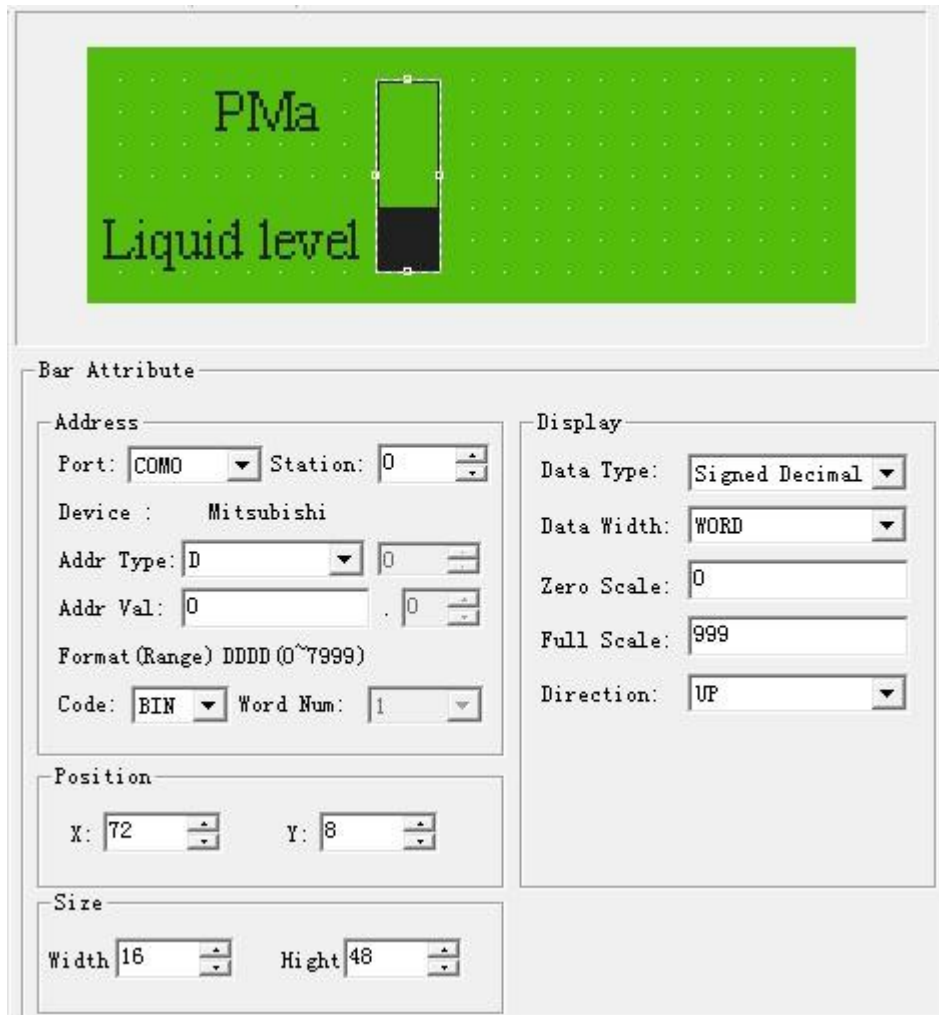 PMa
Liquid level
Bar Attribute
Address
Port: COM0 Station: 0
Device : Mitsubishi
Addr Type: D 0
Addr Val: 0 . 0
Format(Range) DDDD(0~7999)
Code: BIN Word Num: 1
Display
Data Type: Signed Decimal
Data Width: WORD
Zero Scale: 0
Full Scale: 999
Direction: UP
Position
X: 72 Y: 8
Size
Width 16 Hight 48